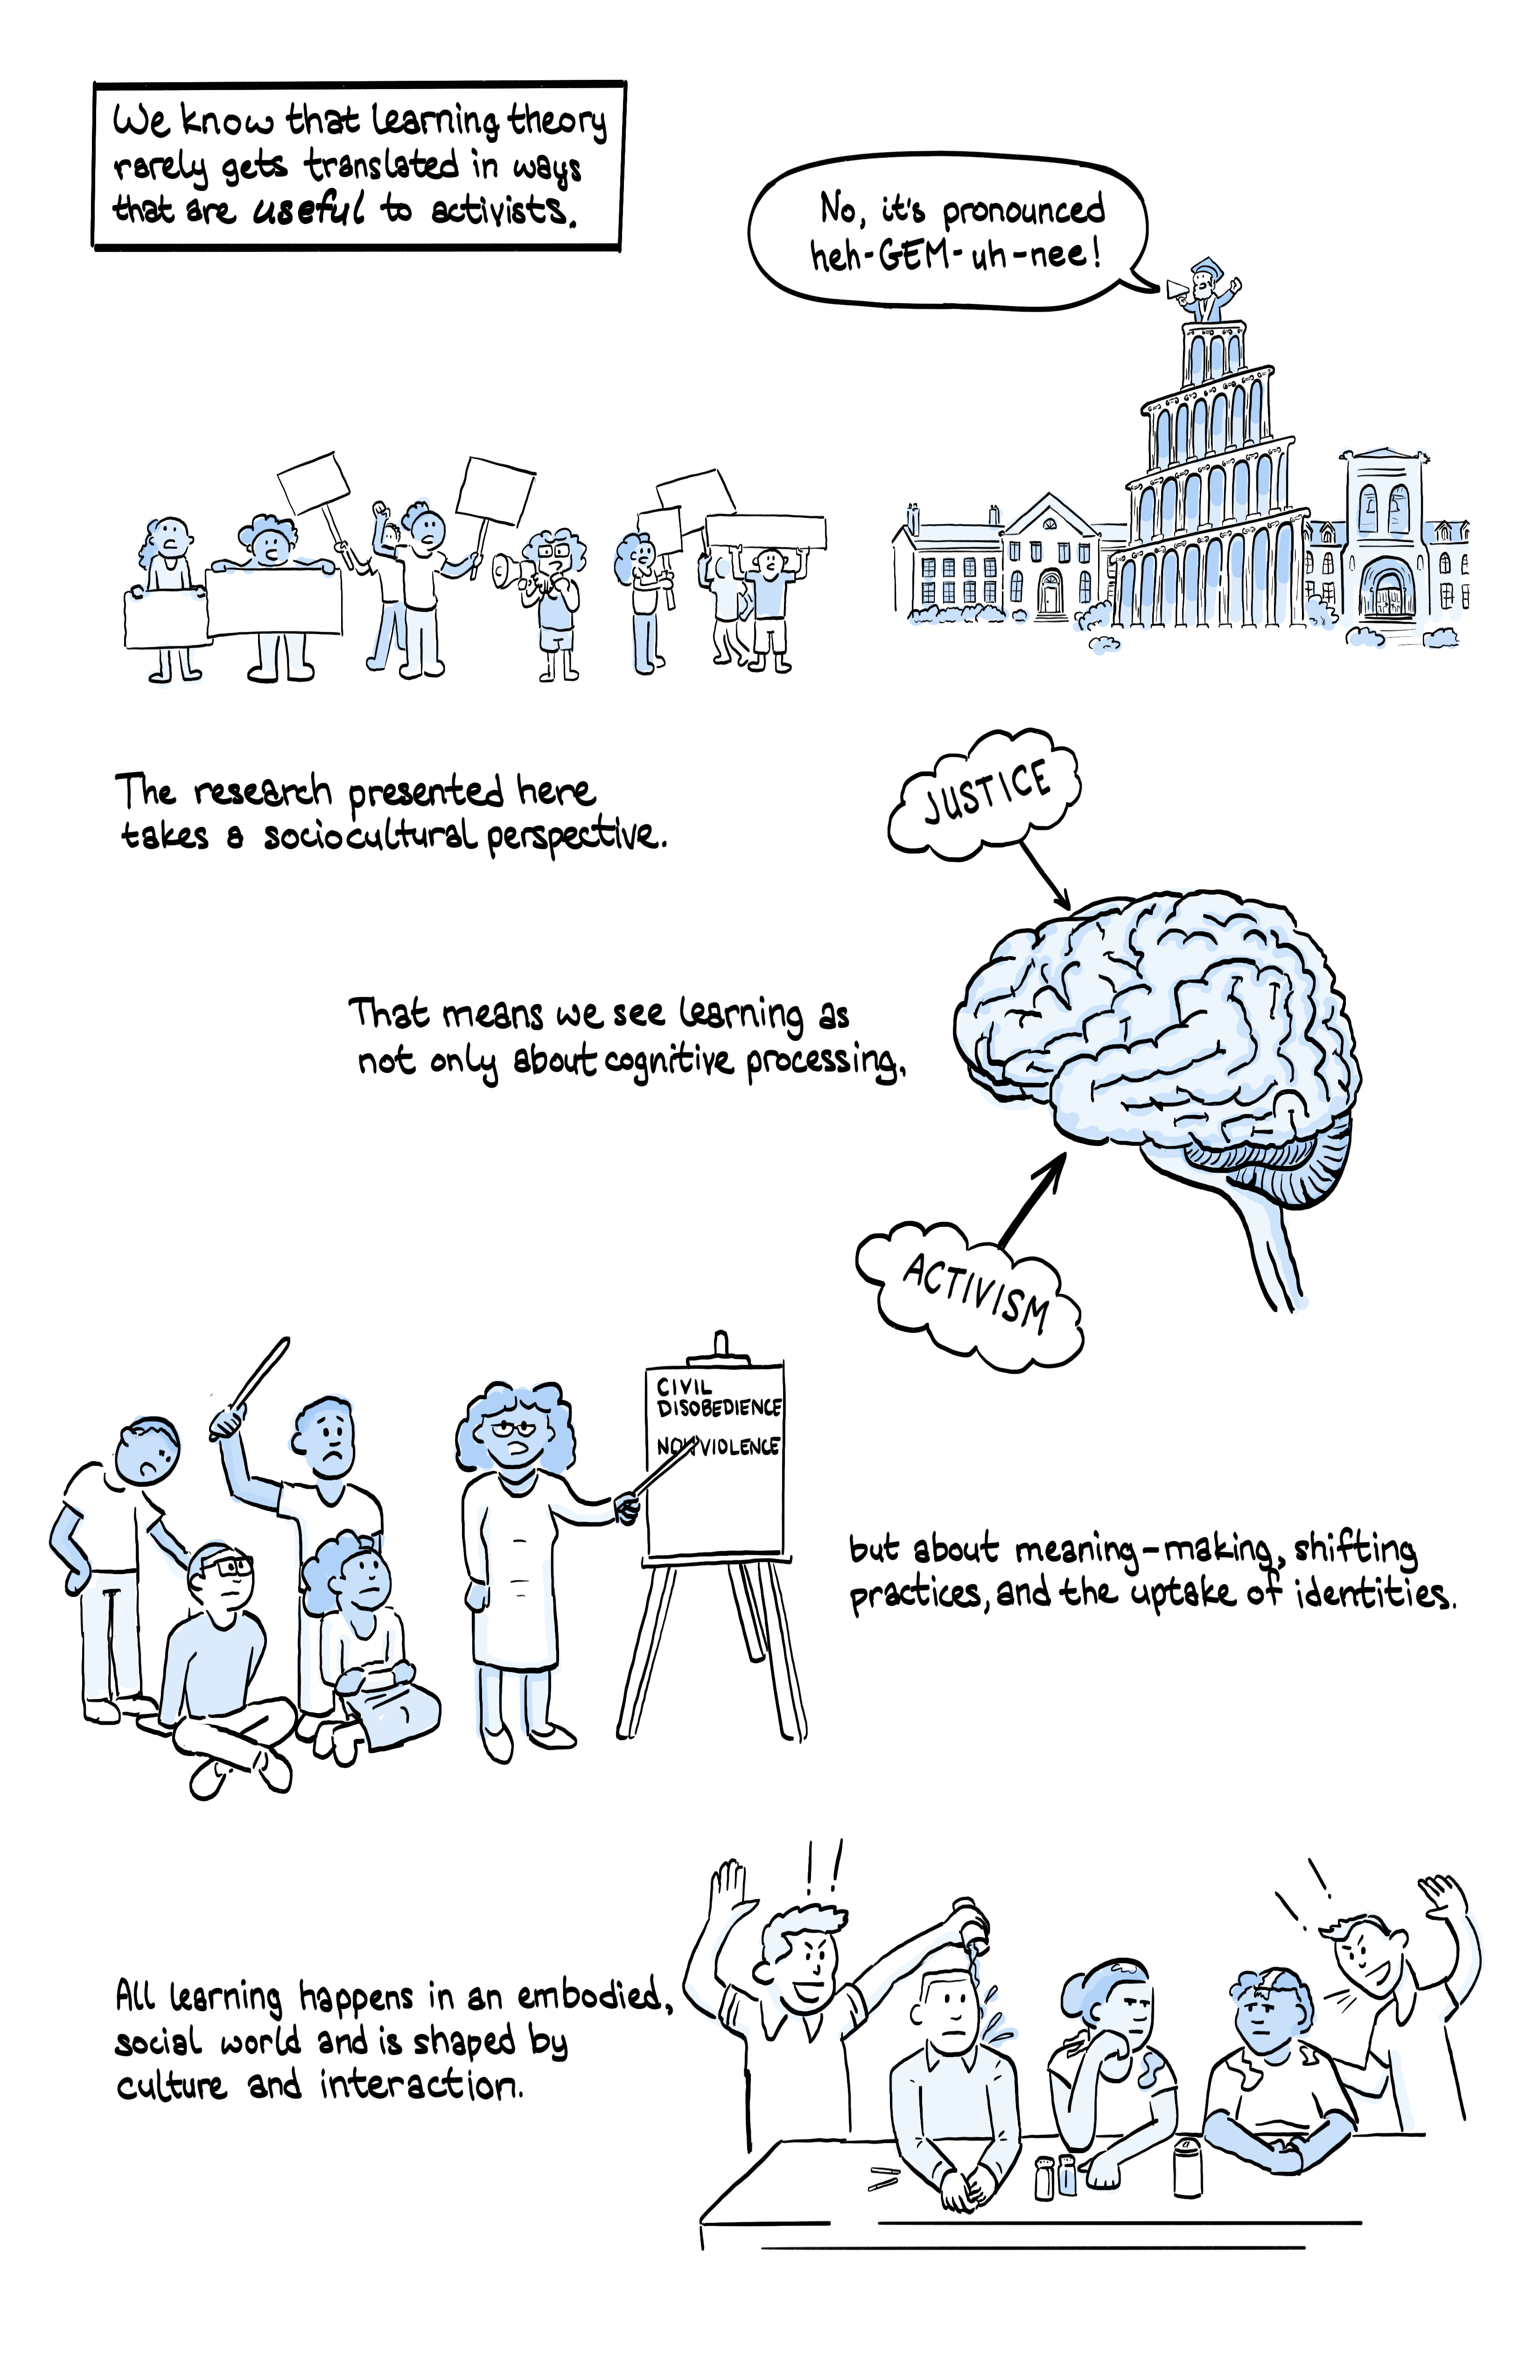 We know that learning theory
rarely gets translated in ways
that are useful to activists.
No, it's pronounced
heh-GEM-uh-nee!
The research presented here
takes a sociocultural perspective.
JUSTICE
That means we see learning as
not only about cognitive processing,
ACTIVISM
CIVIL
DISOBEDIENCE
NONVIOLENCE
but about meaning-making, shifting
practices, and the uptake of identities.
All learning happens in an embodied,
social world and is shaped by
culture and interaction.